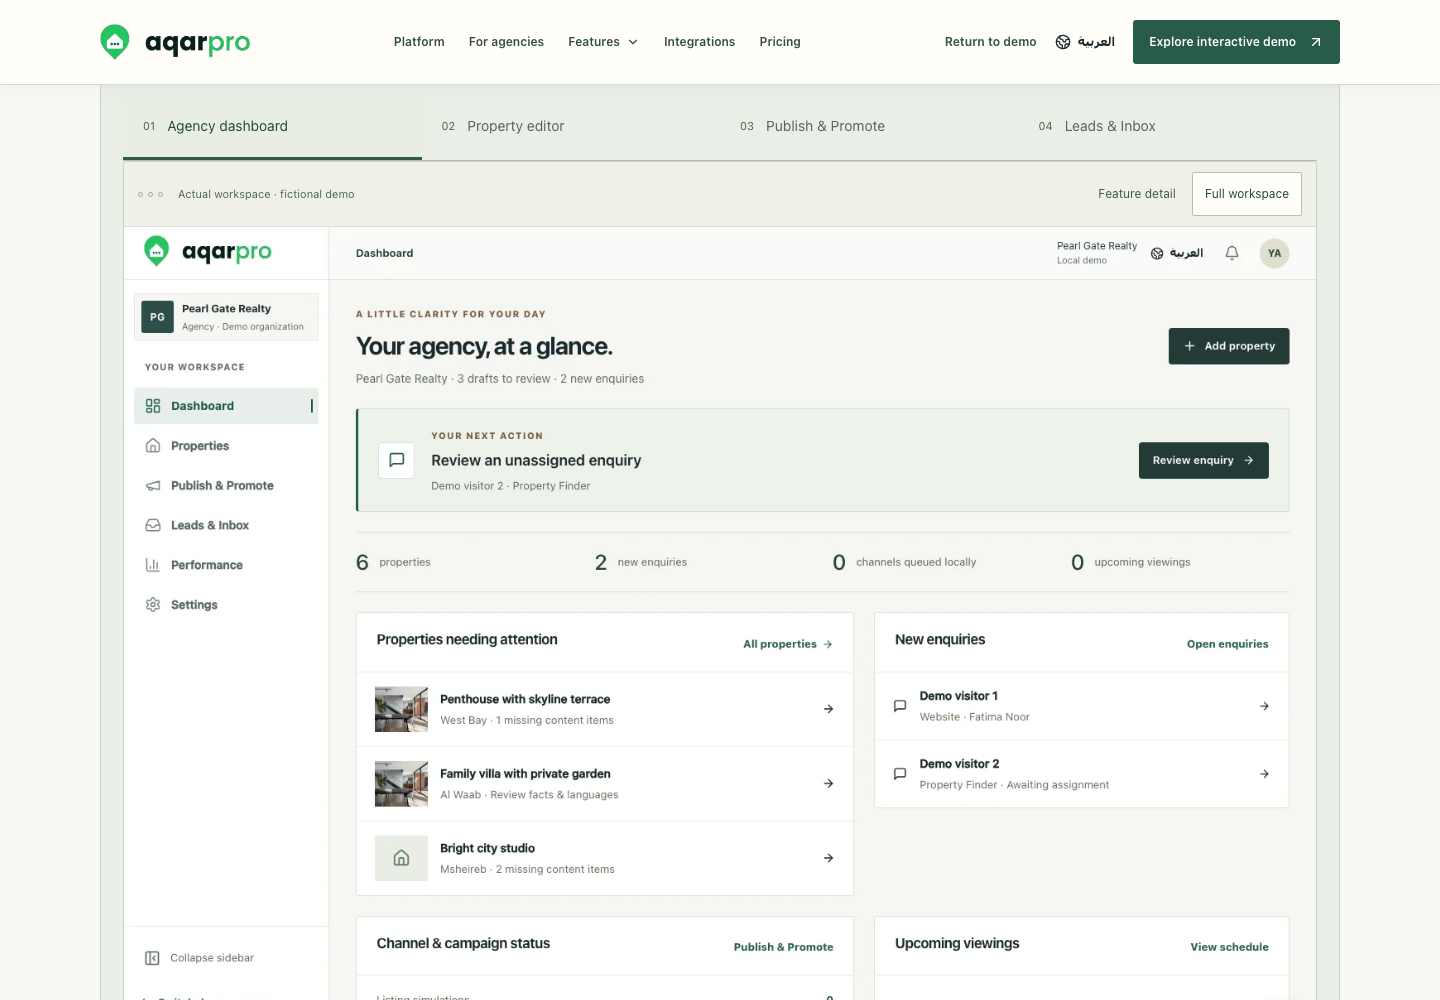 aqarpro
Platform
For agencies
Features
Integrations
Pricing
Return to demo
العربية
Explore interactive demo
01 Agency dashboard
02 Property editor
03 Publish & Promote
04 Leads & Inbox
Actual workspace · fictional demo
Feature detail
Full workspace
aqarpro
Dashboard
Pearl Gate Realty
Local demo
العربية
YA
PG
Pearl Gate Realty
Agency · Demo organization
YOUR WORKSPACE
Dashboard
Properties
Publish & Promote
Leads & Inbox
Performance
Settings
Collapse sidebar
A LITTLE CLARITY FOR YOUR DAY
Your agency, at a glance.
Pearl Gate Realty · 3 drafts to review · 2 new enquiries
Add property
YOUR NEXT ACTION
Review an unassigned enquiry
Demo visitor 2 · Property Finder
Review enquiry
6 properties
2 new enquiries
0 channels queued locally
0 upcoming viewings
Properties needing attention
All properties
Penthouse with skyline terrace
West Bay · 1 missing content items
Family villa with private garden
Al Waab · Review facts & languages
Bright city studio
Msheireb · 2 missing content items
New enquiries
Open enquiries
Demo visitor 1
Website · Fatima Noor
Demo visitor 2
Property Finder · Awaiting assignment
Channel & campaign status
Publish & Promote
Listing simulations
0
Upcoming viewings
View schedule